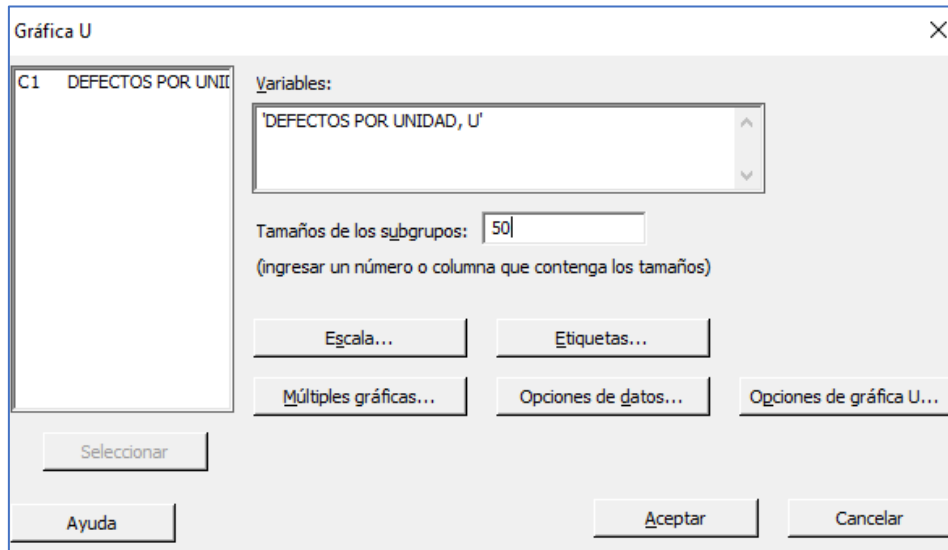 Gráfica U
C1 DEFECTOS POR UNID
Variables:
'DEFECTOS POR UNIDAD, U'
Tamaños de los subgrupos: 50
(ingresar un número o columna que contenga los tamaños)
Escala...
Etiquetas...
Múltiples gráficas...
Opciones de datos...
Opciones de gráfica U...
Seleccionar
Ayuda
Aceptar
Cancelar